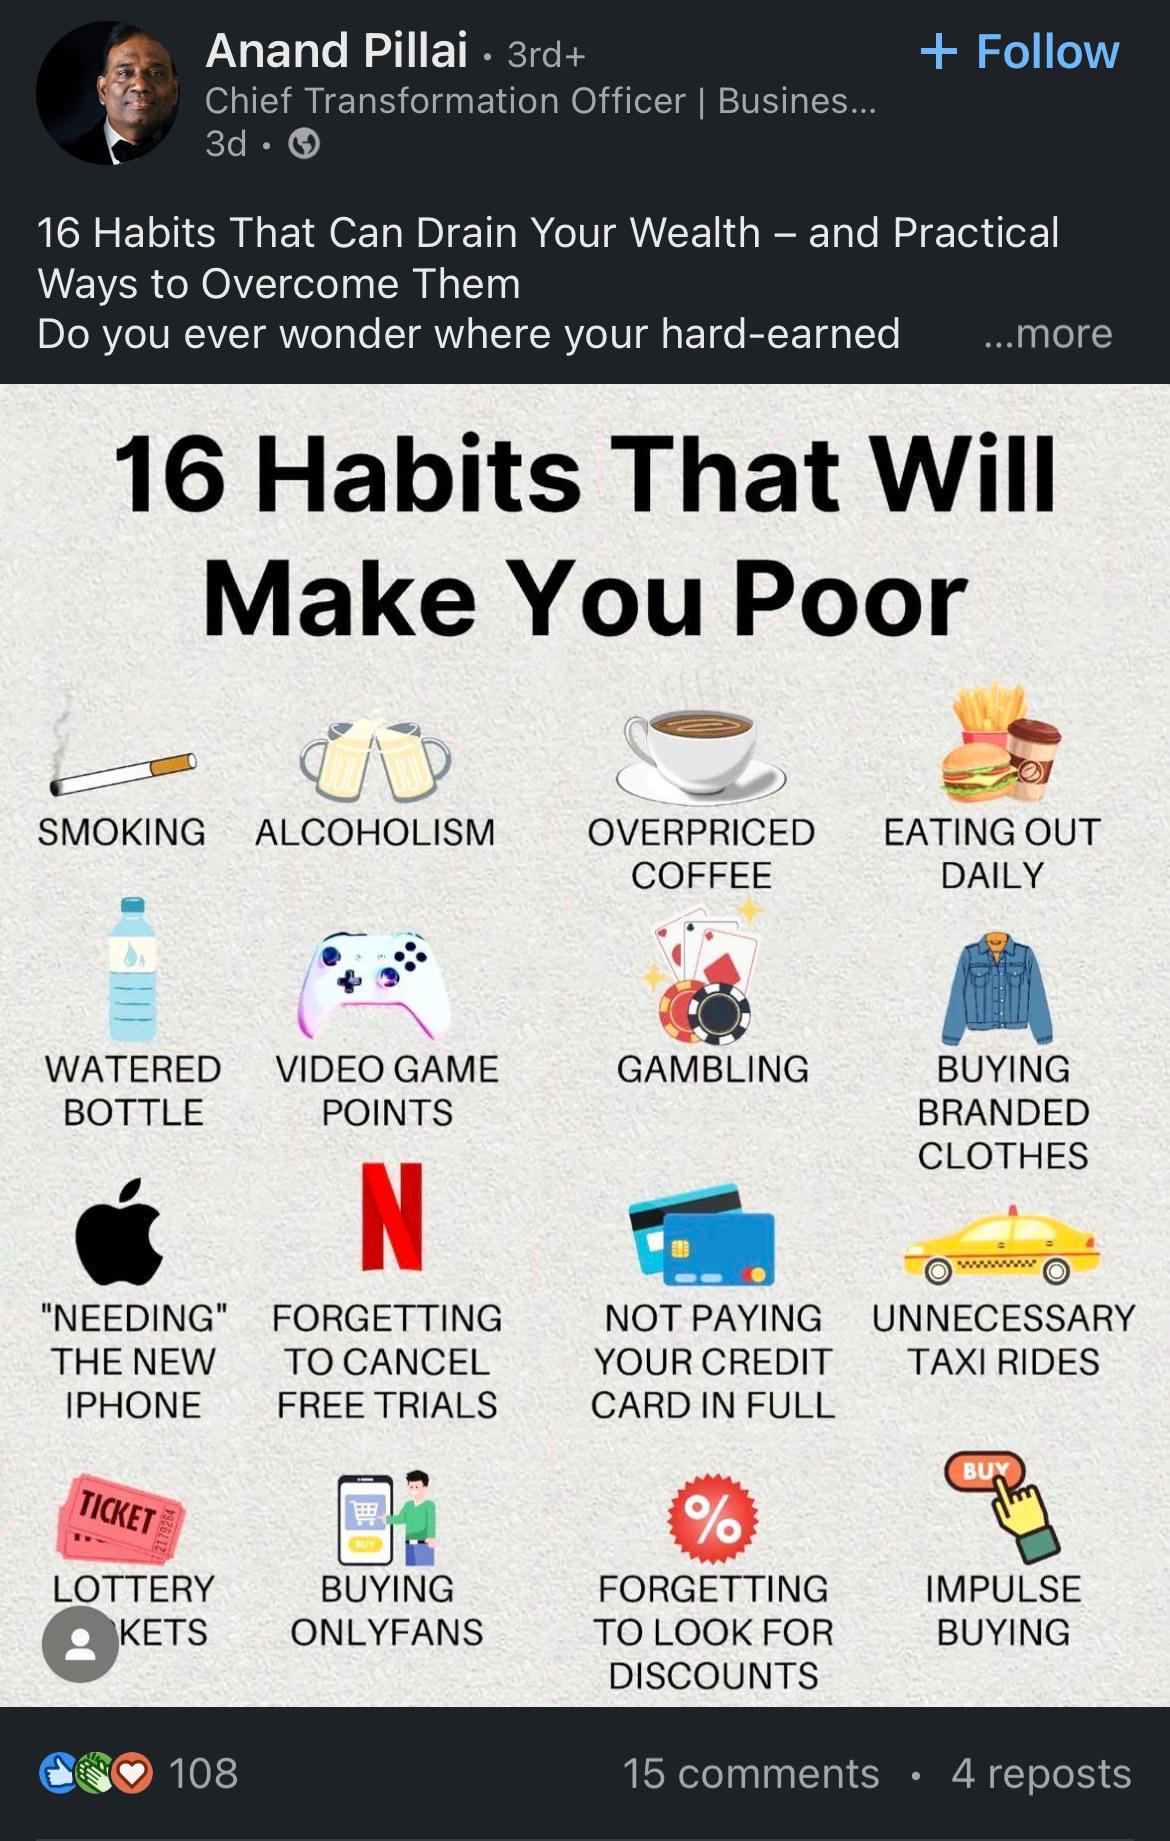 Anand Pillai · 3rd+
+ Follow
Chief Transformation Officer | Busines...
3d ·
16 Habits That Can Drain Your Wealth – and Practical
Ways to Overcome Them
Do you ever wonder where your hard-earned ...more
16 Habits That Will
Make You Poor
SMOKING
ALCOHOLISM
OVERPRICED
COFFEE
EATING OUT
DAILY
WATERED
BOTTLE
VIDEO GAME
POINTS
GAMBLING
BUYING
BRANDED
CLOTHES
N
"NEEDING"
THE NEW
IPHONE
FORGETTING
TO CANCEL
FREE TRIALS
NOT PAYING
YOUR CREDIT
CARD IN FULL
UNNECESSARY
TAXI RIDES
TICKET
2179264
LOTTERY
KETS
BUY
BUYING
ONLYFANS
%
FORGETTING
TO LOOK FOR
DISCOUNTS
BUY
IMPULSE
BUYING
108
15 comments · 4 reposts